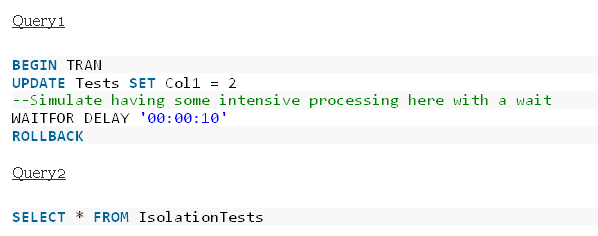 Query1
BEGIN TRAN
UPDATE Tests SET Col1 = 2
--Simulate having some intensive processing here with a wait
WAITFOR DELAY '00:00:10'
ROLLBACK
Query2
SELECT * FROM IsolationTests